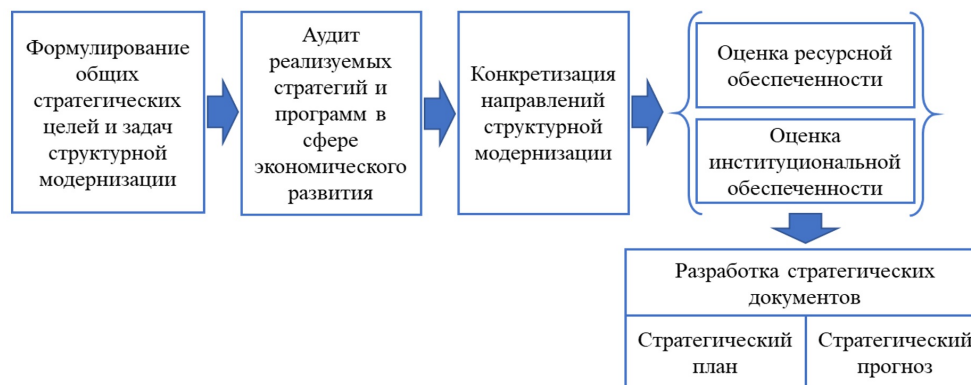 Формулирование
общих
стратегических
целей и задач
структурной
модернизации
Аудит
реализуемых
стратегий и
программ в
сфере
экономического
развития
Конкретизация
направлений
структурной
модернизации
Оценка ресурсной
обеспеченности
Оценка
институциональной
обеспеченности
Разработка стратегических
документов
Стратегический
план
Стратегический
прогноз